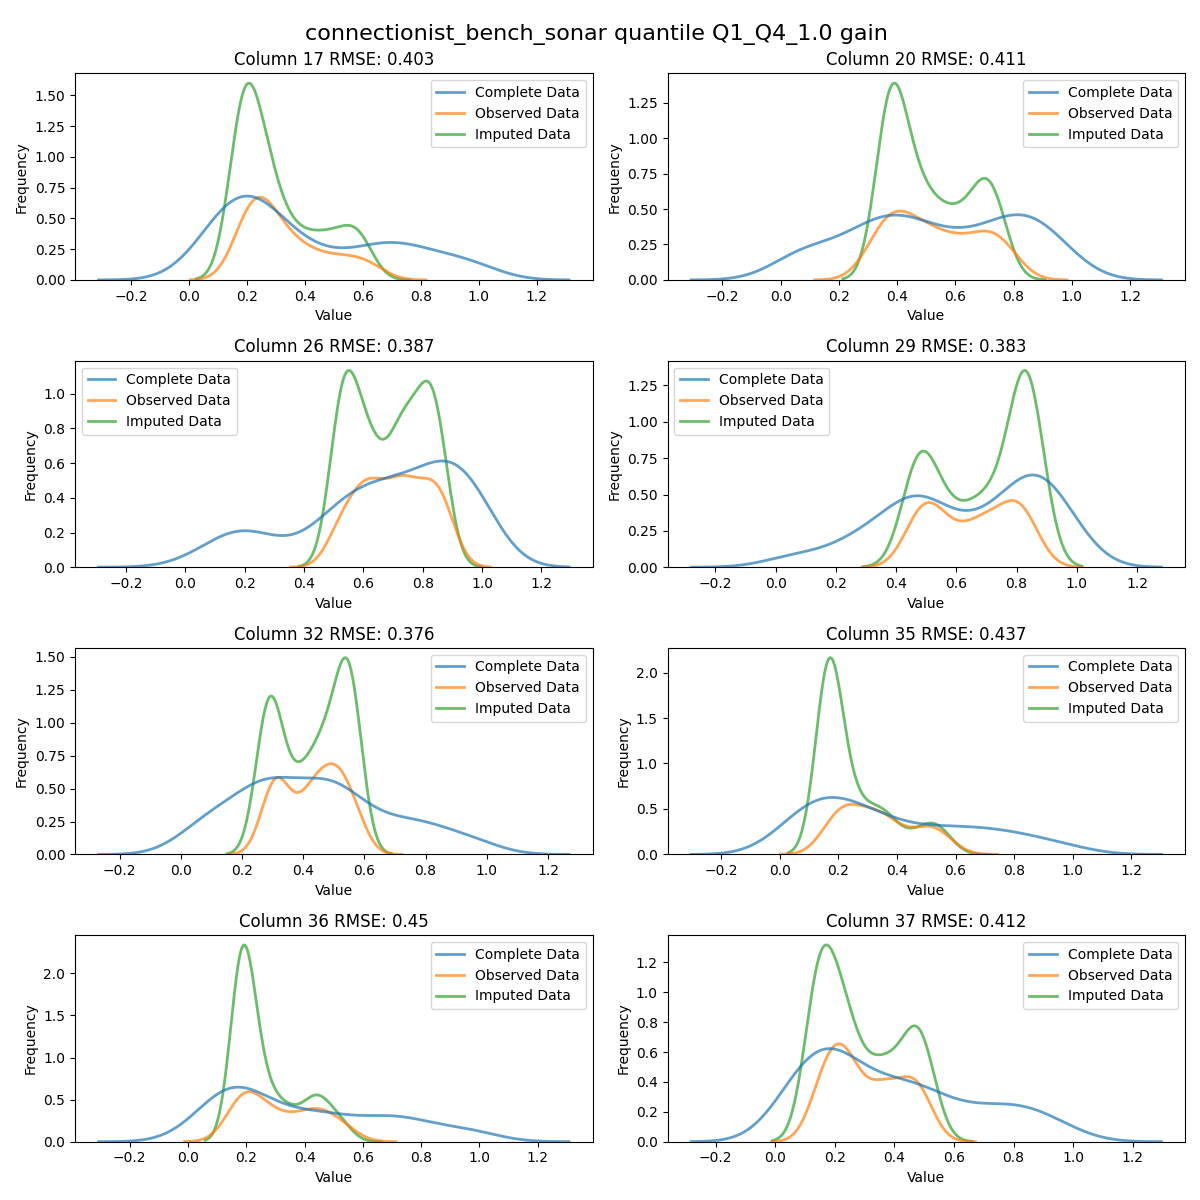 connectionist_bench_sonar quantile Q1_Q4_1.0 gain
Column 17 RMSE: 0.403
Frequency
1.50
1.25
1.00
0.75
0.50
0.25
0.00
Complete Data
Observed Data
Imputed Data
−0.2 0.0 0.2 0.4 0.6 0.8 1.0 1.2
Value
Column 20 RMSE: 0.411
Frequency
1.25
1.00
0.75
0.50
0.25
0.00
Complete Data
Observed Data
Imputed Data
−0.2 0.0 0.2 0.4 0.6 0.8 1.0 1.2
Value
Column 26 RMSE: 0.387
Frequency
1.0
0.8
0.6
0.4
0.2
0.0
Complete Data
Observed Data
Imputed Data
−0.2 0.0 0.2 0.4 0.6 0.8 1.0 1.2
Value
Column 29 RMSE: 0.383
Frequency
1.25
1.00
0.75
0.50
0.25
0.00
Complete Data
Observed Data
Imputed Data
−0.2 0.0 0.2 0.4 0.6 0.8 1.0 1.2
Value
Column 32 RMSE: 0.376
Frequency
1.50
1.25
1.00
0.75
0.50
0.25
0.00
Complete Data
Observed Data
Imputed Data
−0.2 0.0 0.2 0.4 0.6 0.8 1.0 1.2
Value
Column 35 RMSE: 0.437
Frequency
2.0
1.5
1.0
0.5
0.0
Complete Data
Observed Data
Imputed Data
−0.2 0.0 0.2 0.4 0.6 0.8 1.0 1.2
Value
Column 36 RMSE: 0.45
Frequency
2.0
1.5
1.0
0.5
0.0
Complete Data
Observed Data
Imputed Data
−0.2 0.0 0.2 0.4 0.6 0.8 1.0 1.2
Value
Column 37 RMSE: 0.412
Frequency
1.2
1.0
0.8
0.6
0.4
0.2
0.0
Complete Data
Observed Data
Imputed Data
−0.2 0.0 0.2 0.4 0.6 0.8 1.0 1.2
Value